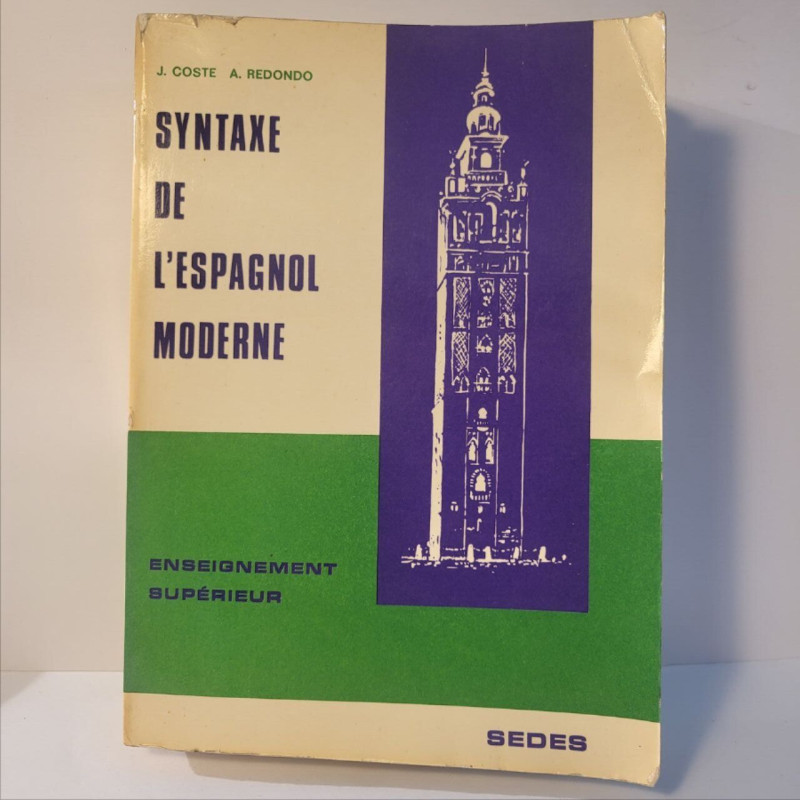 J. COSTE A. REDONDO
SYNTAXE
DE
L'ESPAGNOL
MODERNE
ENSEIGNEMENT
SUPÉRIEUR
SEDES